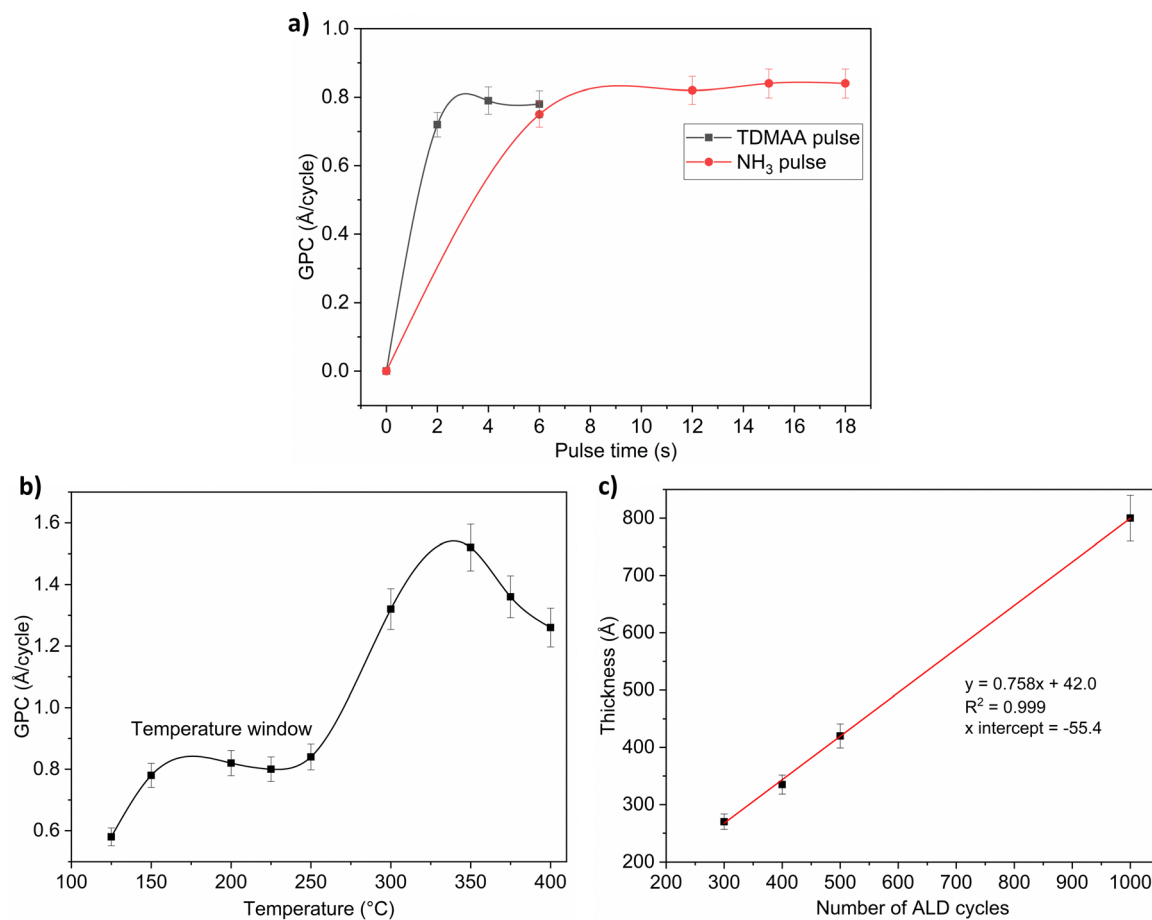 a)
1.0
0.8
0.6
0.4
0.2
0.0
GPC (Å/cycle)
TDMAA pulse
NH₃ pulse
0 2 4 6 8 10 12 14 16 18
Pulse time (s)
b)
1.6
1.4
1.2
1.0
0.8
0.6
GPC (Å/cycle)
Temperature window
100 150 200 250 300 350 400
Temperature (°C)
c)
800
700
600
500
400
300
200
Thickness (Å)
y = 0.758x + 42.0
R² = 0.999
x intercept = -55.4
200 300 400 500 600 700 800 900 1000
Number of ALD cycles